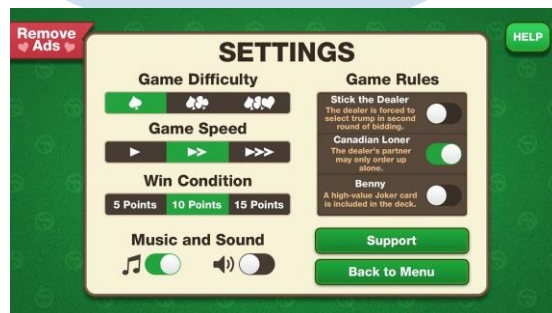 Remove
Ads
HELP
SETTINGS
Game Difficulty
Game Speed
Win Condition
5 Points 10 Points 15 Points
Music and Sound
Game Rules
Stick the Dealer
The dealer is forced to
select trump in second
round of bidding.
Canadian Loner
The dealer's partner
may only order up
alone.
Benny
A high-value Joker card
is included in the deck.
Support
Back to Menu